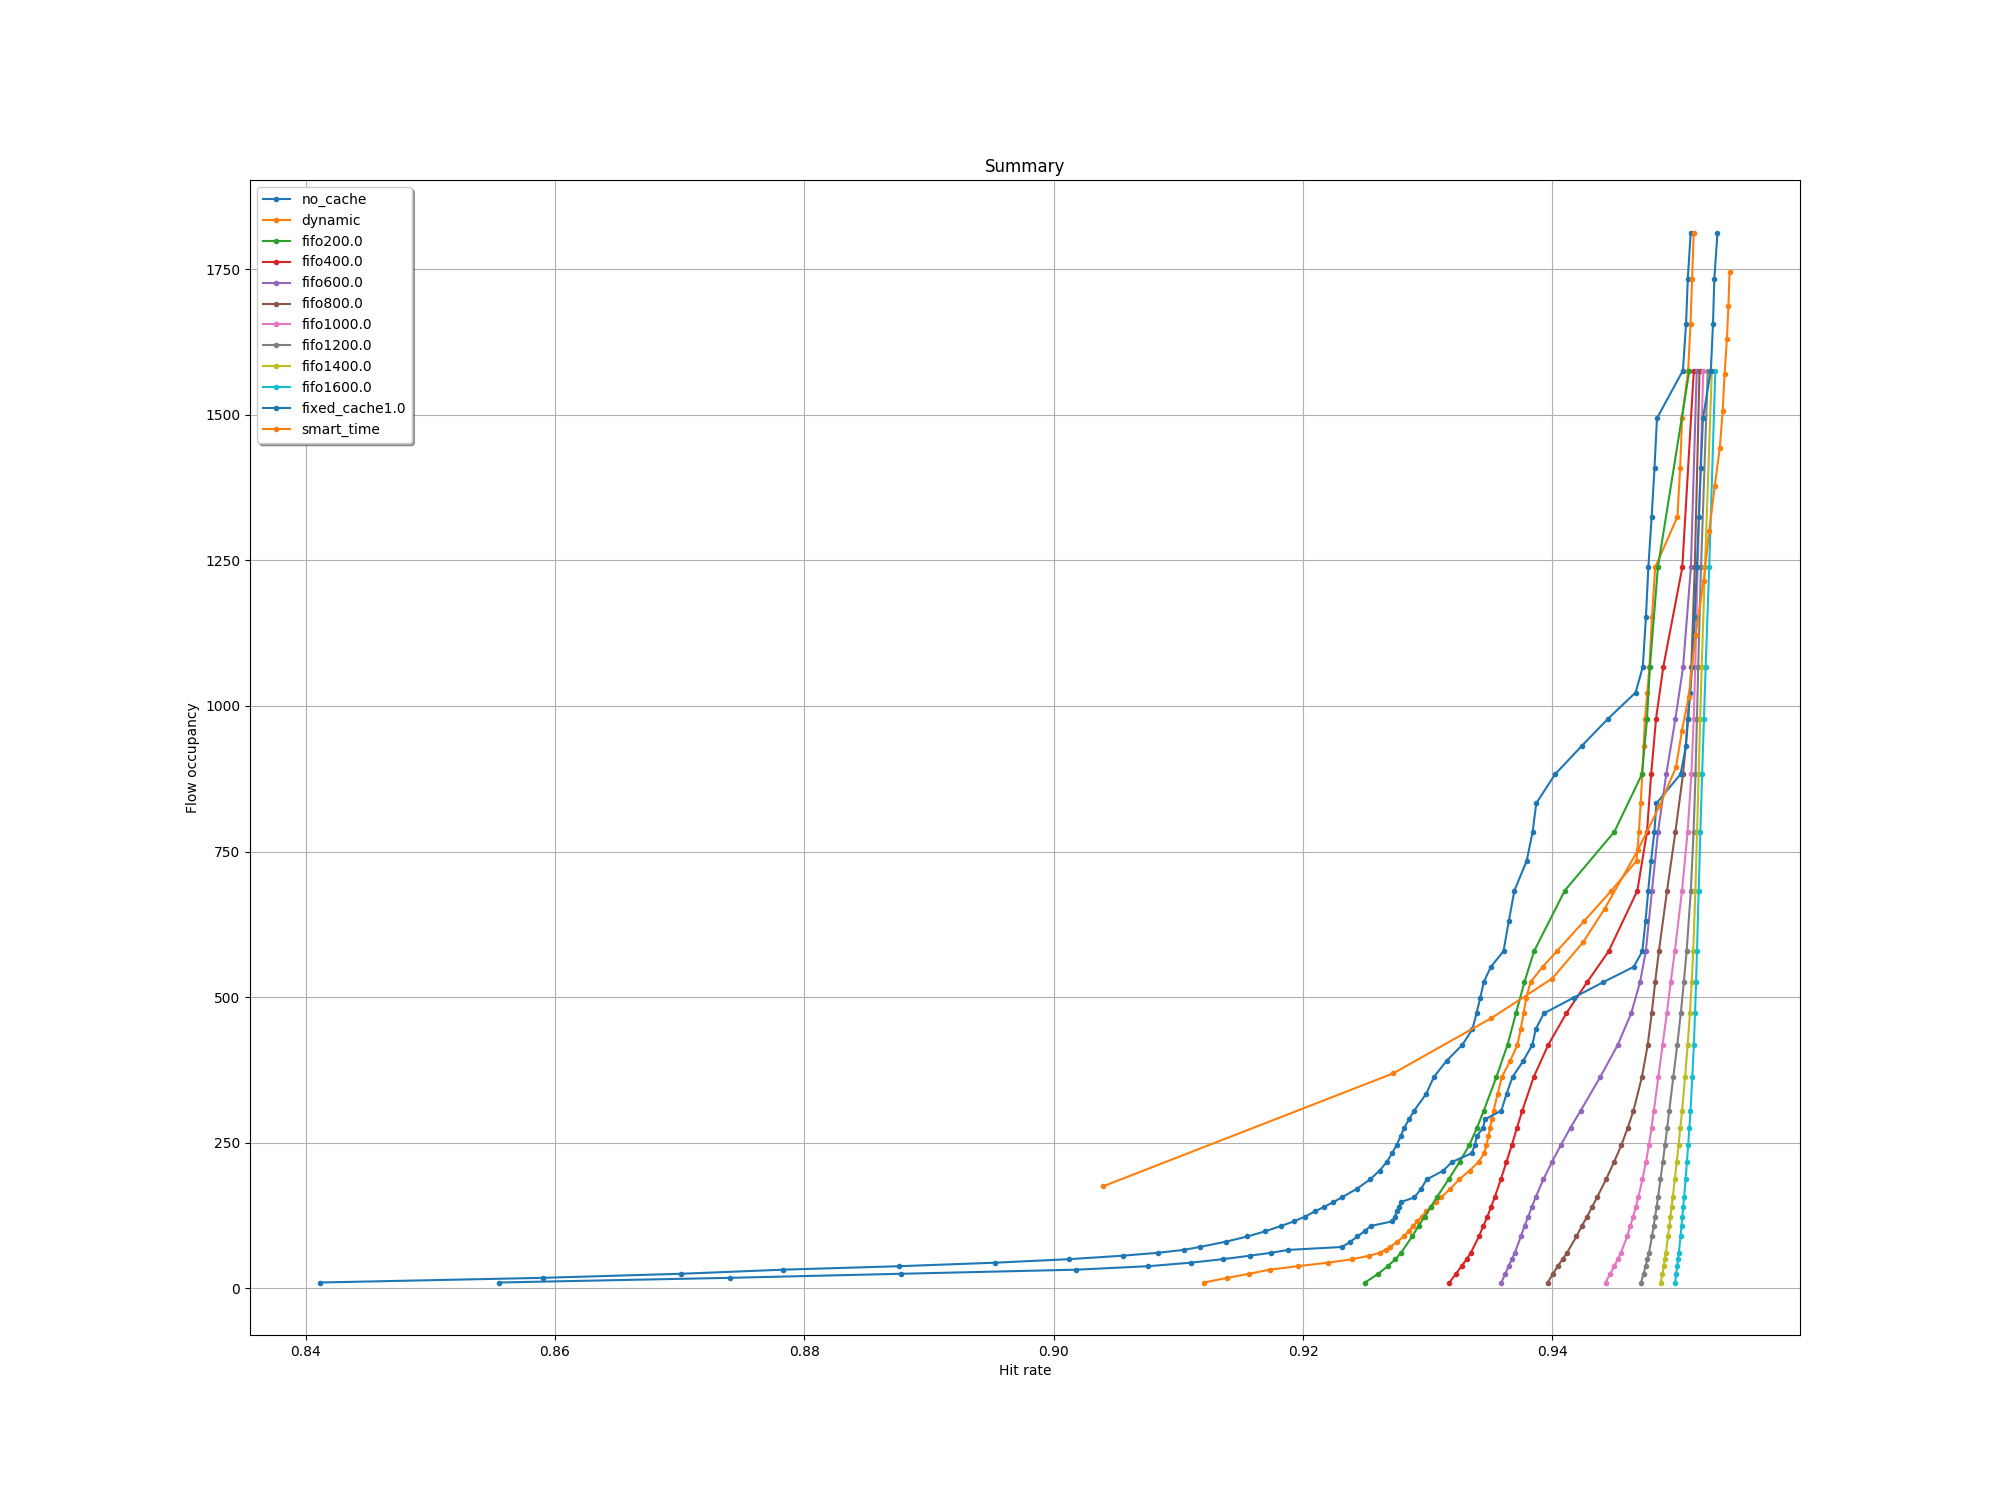 Summary
no_cache
dynamic
fifo200.0
fifo400.0
fifo600.0
fifo800.0
fifo1000.0
fifo1200.0
fifo1400.0
fifo1600.0
fixed_cache1.0
smart_time
1750
1500
1250
1000
750
500
250
0
Flow occupancy
0.84 0.86 0.88 0.90 0.92 0.94
Hit rate